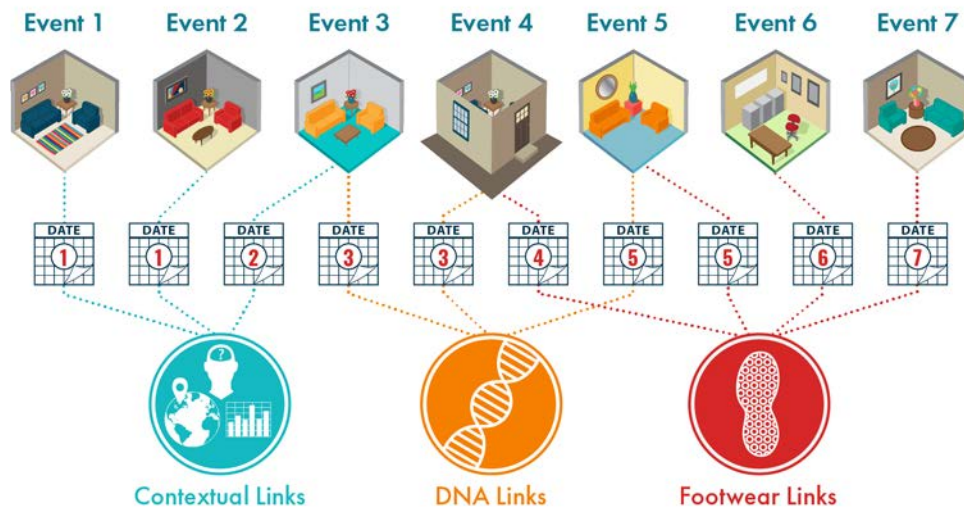 Event 1 Event 2 Event 3 Event 4 Event 5 Event 6 Event 7
DATE DATE DATE DATE DATE DATE DATE DATE DATE DATE
1 1 2 3 3 4 5 5 6 7
?
Contextual Links DNA Links Footwear Links